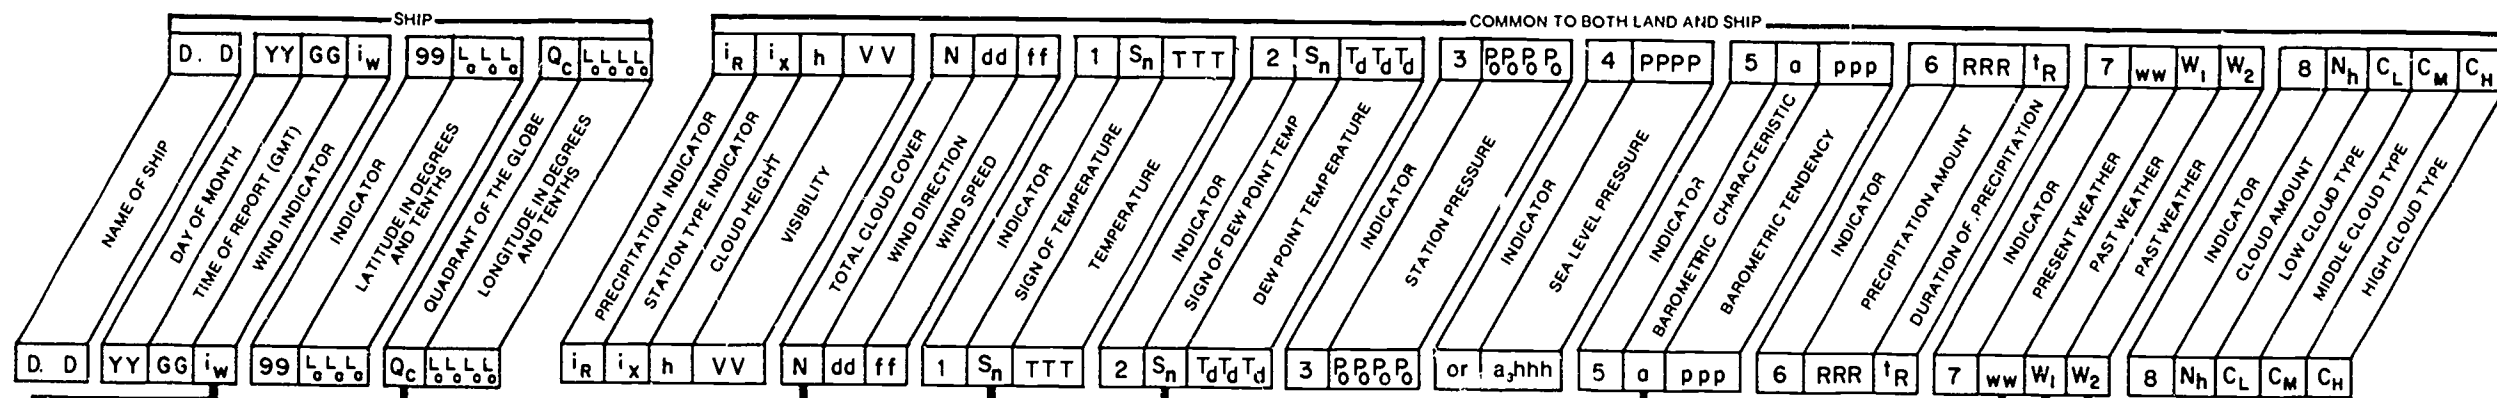 SHIP
COMMON TO BOTH LAND AND SHIP
D. D YY GG iw 99 LaLaLa Qc LoLoLoLo iR ix h VV N dd ff 1 Sn TTT 2 Sn TdTdTd 3 PoPoPoPo 4 PPPP 5 a ppp 6 RRR tR 7 ww W1 W2 8 Nh CL CM CH
NAME OF SHIP
DAY OF MONTH
TIME OF REPORT (GMT)
WIND INDICATOR
INDICATOR
LATITUDE IN DEGREES
AND TENTHS
QUADRANT OF THE GLOBE
LONGITUDE IN DEGREES
AND TENTHS
PRECIPITATION INDICATOR
STATION TYPE INDICATOR
CLOUD HEIGHT
VISIBILITY
TOTAL CLOUD COVER
WIND DIRECTION
WIND SPEED
INDICATOR
SIGN OF TEMPERATURE
TEMPERATURE
INDICATOR
SIGN OF DEW POINT TEMP
DEW POINT TEMPERATURE
INDICATOR
STATION PRESSURE
INDICATOR
SEA LEVEL PRESSURE
INDICATOR
BAROMETRIC CHARACTERISTIC
BAROMETRIC TENDENCY
INDICATOR
PRECIPITATION AMOUNT
DURATION OF PRECIPITATION
INDICATOR
PRESENT WEATHER
PAST WEATHER
PAST WEATHER
INDICATOR
CLOUD AMOUNT
LOW CLOUD TYPE
MIDDLE CLOUD TYPE
HIGH CLOUD TYPE
D. D YY GG iw 99 LaLaLa Qc LoLoLoLo iR ix h VV N dd ff 1 Sn TTT 2 Sn TdTdTd 3 PoPoPoPo or a3hhh 5 a ppp 6 RRR tR 7 ww W1 W2 8 Nh CL CM CH